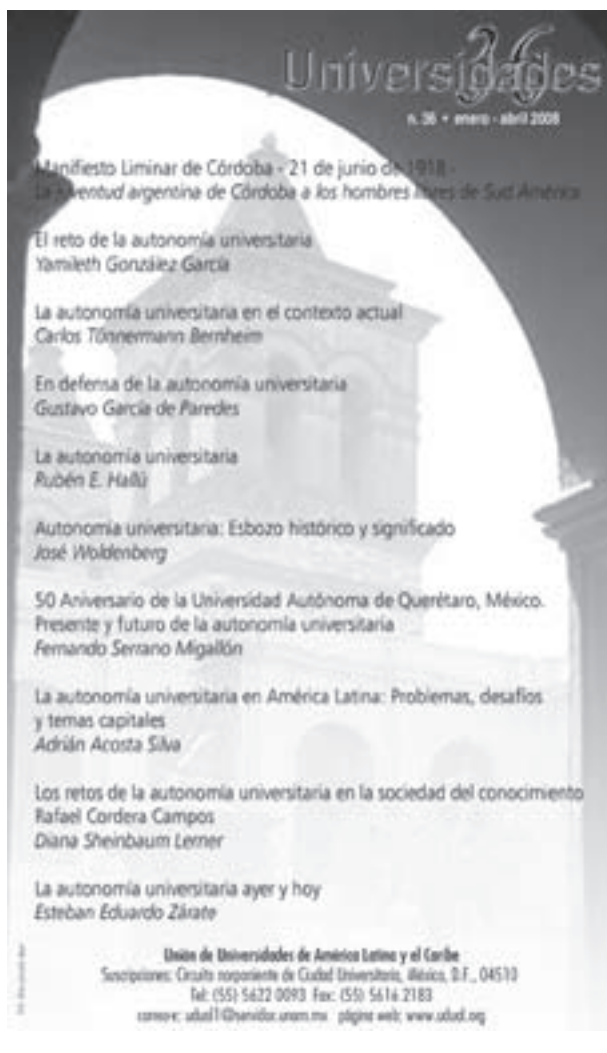 Universidades
36
n. 36 • enero - abril 2008
Manifiesto Liminar de Córdoba - 21 de junio de 1918 -
La juventud argentina de Córdoba a los hombres libres de Sud América
El reto de la autonomía universitaria
Yamileth González García
La autonomía universitaria en el contexto actual
Carlos Tünnermann Bernheim
En defensa de la autonomía universitaria
Gustavo García de Paredes
La autonomía universitaria
Rubén E. Hallú
Autonomía universitaria: Esbozo histórico y significado
José Woldenberg
50 Aniversario de la Universidad Autónoma de Querétaro, México.
Presente y futuro de la autonomía universitaria
Fernando Serrano Migallón
La autonomía universitaria en América Latina: Problemas, desafíos
y temas capitales
Adrián Acosta Silva
Los retos de la autonomía universitaria en la sociedad del conocimiento
Rafael Cordera Campos
Diana Sheinbaum Lerner
La autonomía universitaria ayer y hoy
Esteban Eduardo Zárate
Unión de Universidades de América Latina y el Caribe
Suscripciones: Circuito norponiente de Ciudad Universitaria, México, D.F., 04510
Tel: (55) 5622 0093 Fax: (55) 5616 2183
correo-e: udual1@servidor.unam.mx página web: www.udual.org